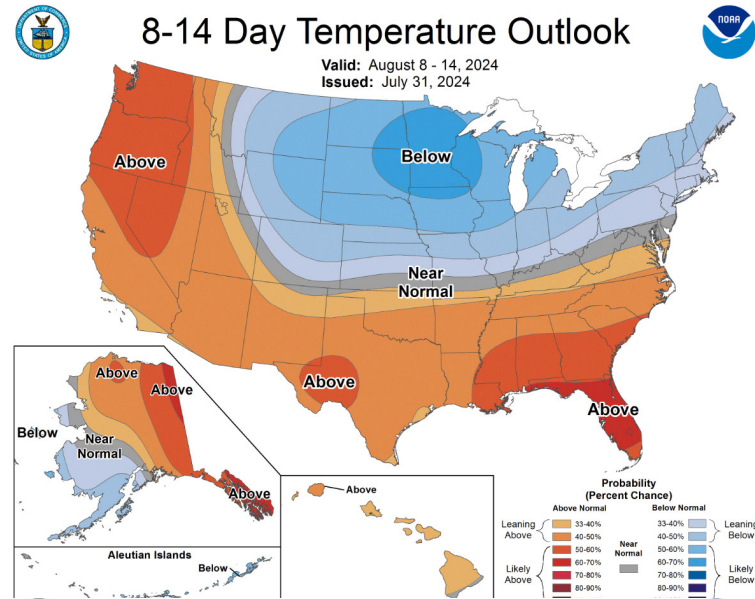 8-14 Day Temperature Outlook
Valid: August 8 - 14, 2024
Issued: July 31, 2024
NOAA
Above
Below
Near
Normal
Above
Above
Above
Above
Below
Near
Normal
Above
Above
Aleutian Islands
Below
Probability
(Percent Chance)
Above Normal
Below Normal
Leaning
Above
33-40%
40-50%
50-60%
60-70%
70-80%
80-90%
Likely
Above
Near
Normal
33-40%
40-50%
50-60%
60-70%
70-80%
80-90%
Leaning
Below
Likely
Below